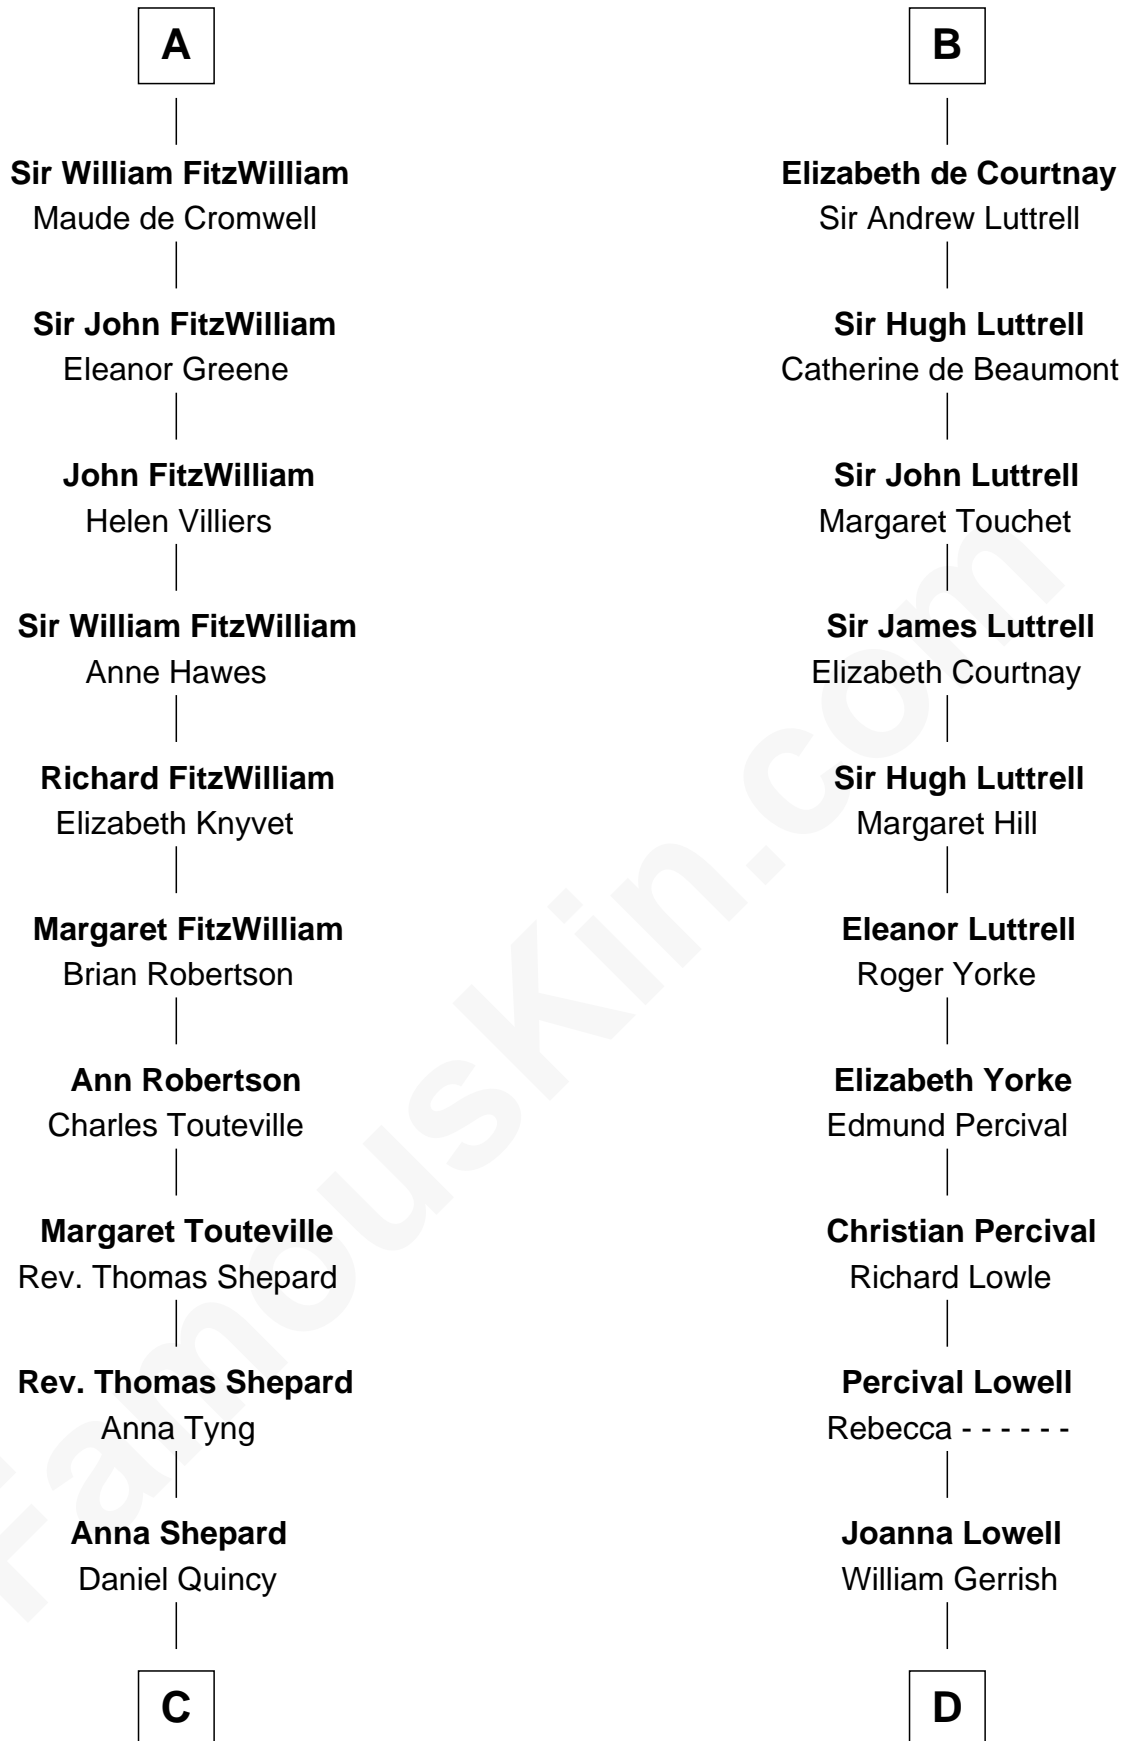 A
Sir William FitzWilliam
Maude de Cromwell
Sir John FitzWilliam
Eleanor Greene
John FitzWilliam
Helen Villiers
Sir William FitzWilliam
Anne Hawes
Richard FitzWilliam
Elizabeth Knyvet
Margaret FitzWilliam
Brian Robertson
Ann Robertson
Charles Touteville
Margaret Touteville
Rev. Thomas Shepard
Rev. Thomas Shepard
Anna Tyng
Anna Shepard
Daniel Quincy
C
B
Elizabeth de Courtnay
Sir Andrew Luttrell
Sir Hugh Luttrell
Catherine de Beaumont
Sir John Luttrell
Margaret Touchet
Sir James Luttrell
Elizabeth Courtnay
Sir Hugh Luttrell
Margaret Hill
Eleanor Luttrell
Roger Yorke
Elizabeth Yorke
Edmund Percival
Christian Percival
Richard Lowle
Percival Lowell
Rebecca - - - - - -
Joanna Lowell
William Gerrish
D
FamousKin.com